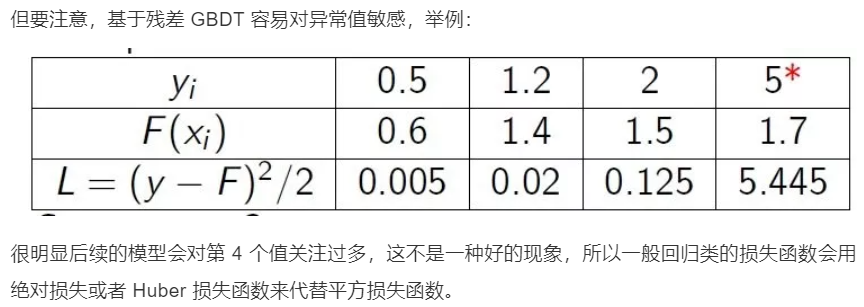 但要注意，基于残差 GBDT 容易对异常值敏感，举例：
yᵢ 0.5 1.2 2 5*
F(xᵢ) 0.6 1.4 1.5 1.7
L = (y − F)²/2 0.005 0.02 0.125 5.445
很明显后续的模型会对第 4 个值关注过多，这不是一种好的现象，所以一般回归类的损失函数会用
绝对损失或者 Huber 损失函数来代替平方损失函数。